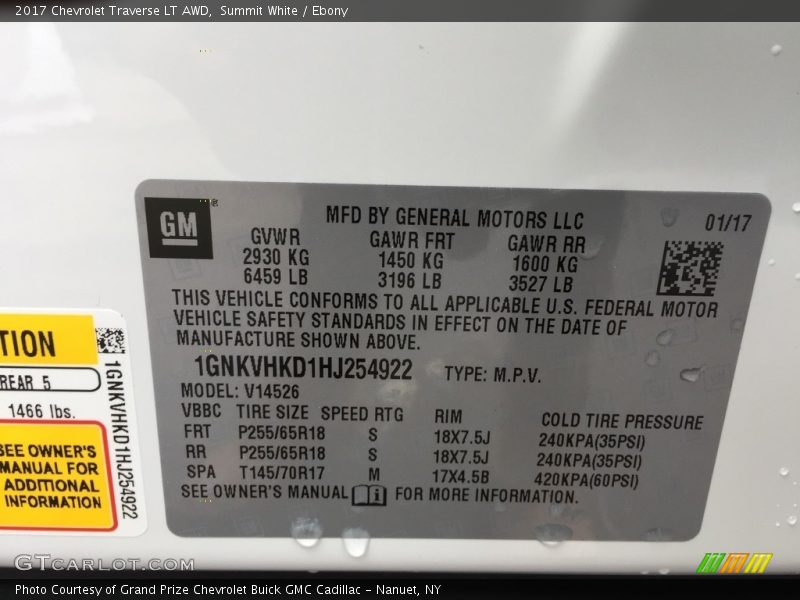 2017 Chevrolet Traverse LT AWD, Summit White / Ebony
GM
MFD BY GENERAL MOTORS LLC
01/17
GVWR GAWR FRT GAWR RR
2930 KG 1450 KG 1600 KG
6459 LB 3196 LB 3527 LB
THIS VEHICLE CONFORMS TO ALL APPLICABLE U.S. FEDERAL MOTOR
VEHICLE SAFETY STANDARDS IN EFFECT ON THE DATE OF
MANUFACTURE SHOWN ABOVE.
1GNKVHKD1HJ254922 TYPE: M.P.V.
MODEL: V14526
VBBC TIRE SIZE SPEED RTG RIM COLD TIRE PRESSURE
FRT P255/65R18 S 18X7.5J 240KPA(35PSI)
RR P255/65R18 S 18X7.5J 240KPA(35PSI)
SPA T145/70R17 M 17X4.5B 420KPA(60PSI)
SEE OWNER'S MANUAL FOR MORE INFORMATION.
TION
REAR 5
1466 lbs.
SEE OWNER'S
MANUAL FOR
ADDITIONAL
INFORMATION
1GNKVHKD1HJ254922
GTCARLOT.COM
Photo Courtesy of Grand Prize Chevrolet Buick GMC Cadillac - Nanuet, NY